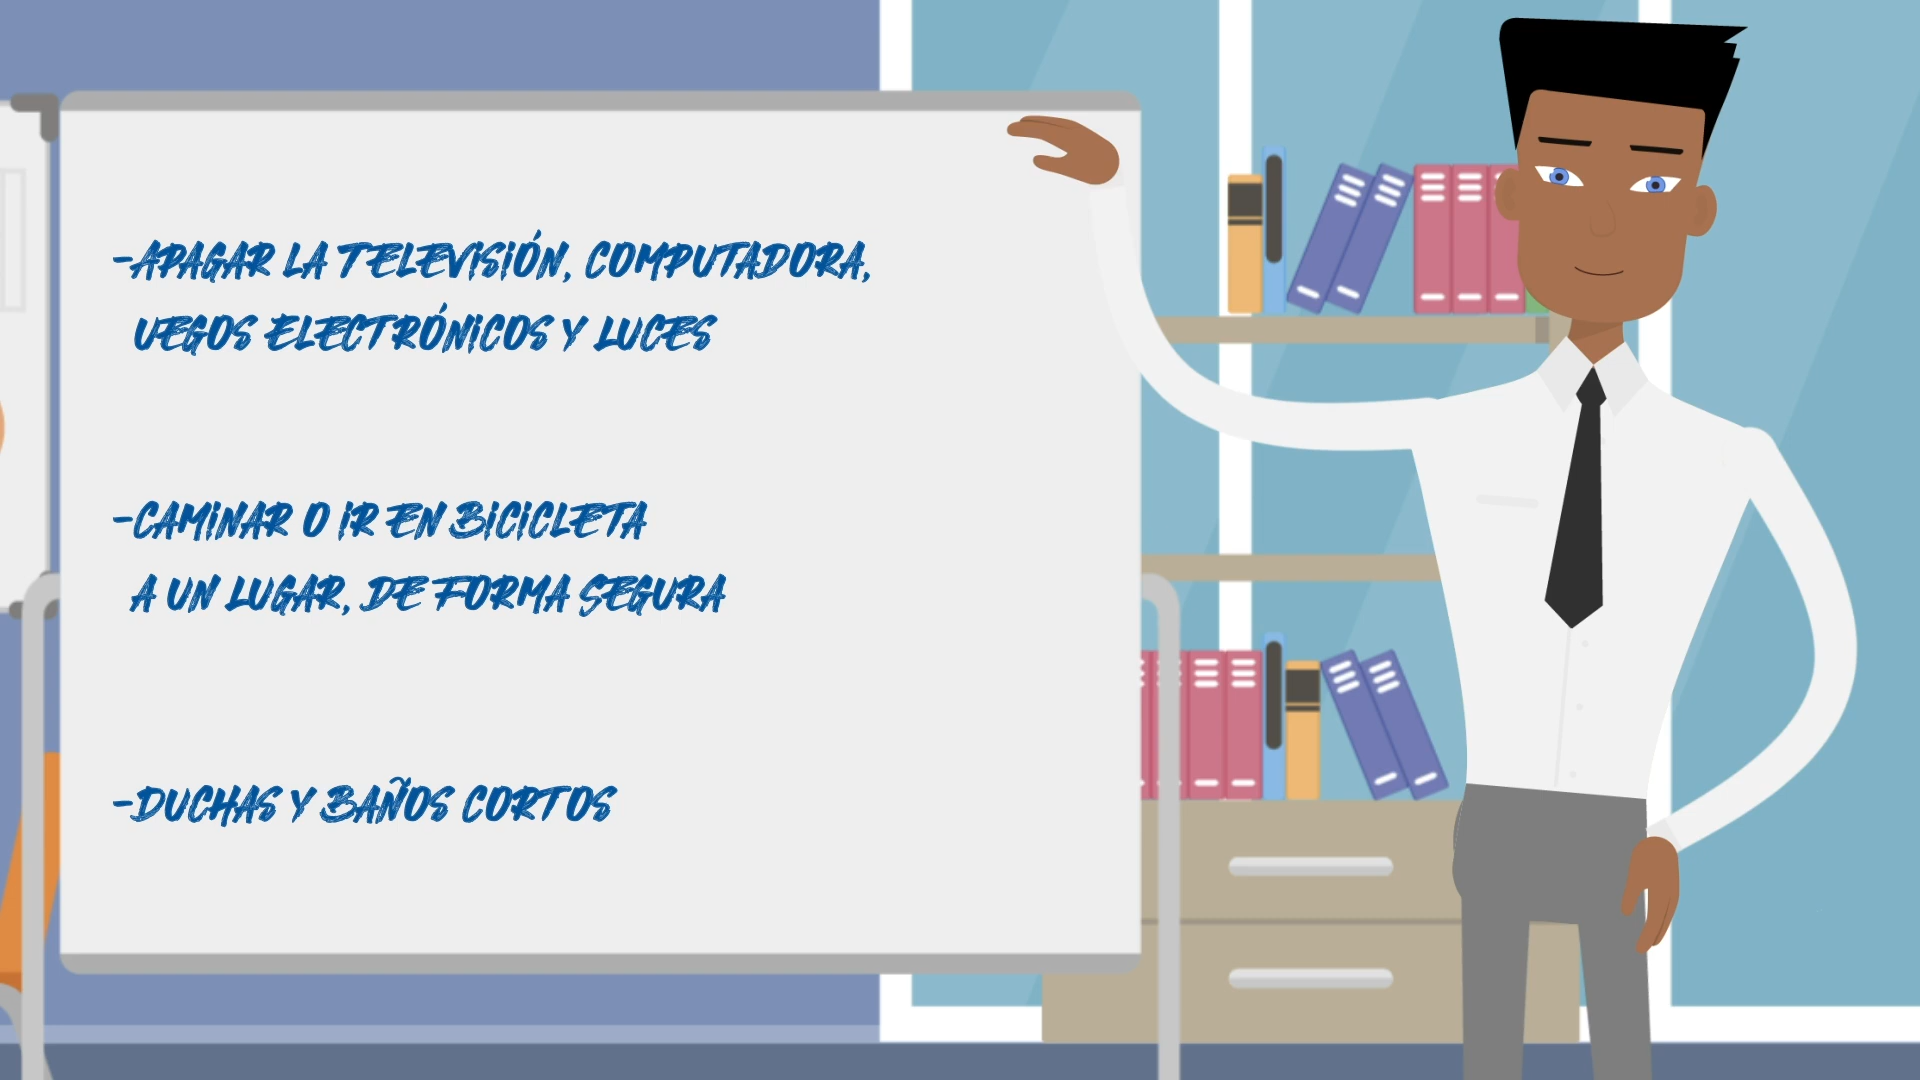 -APAGAR LA TELEVISIÓN, COMPUTADORA,
UEGOS ELECTRÓNICOS Y LUCES
-CAMINAR O IR EN BICICLETA
A UN LUGAR, DE FORMA SEGURA
-DUCHAS Y BAÑOS CORTOS